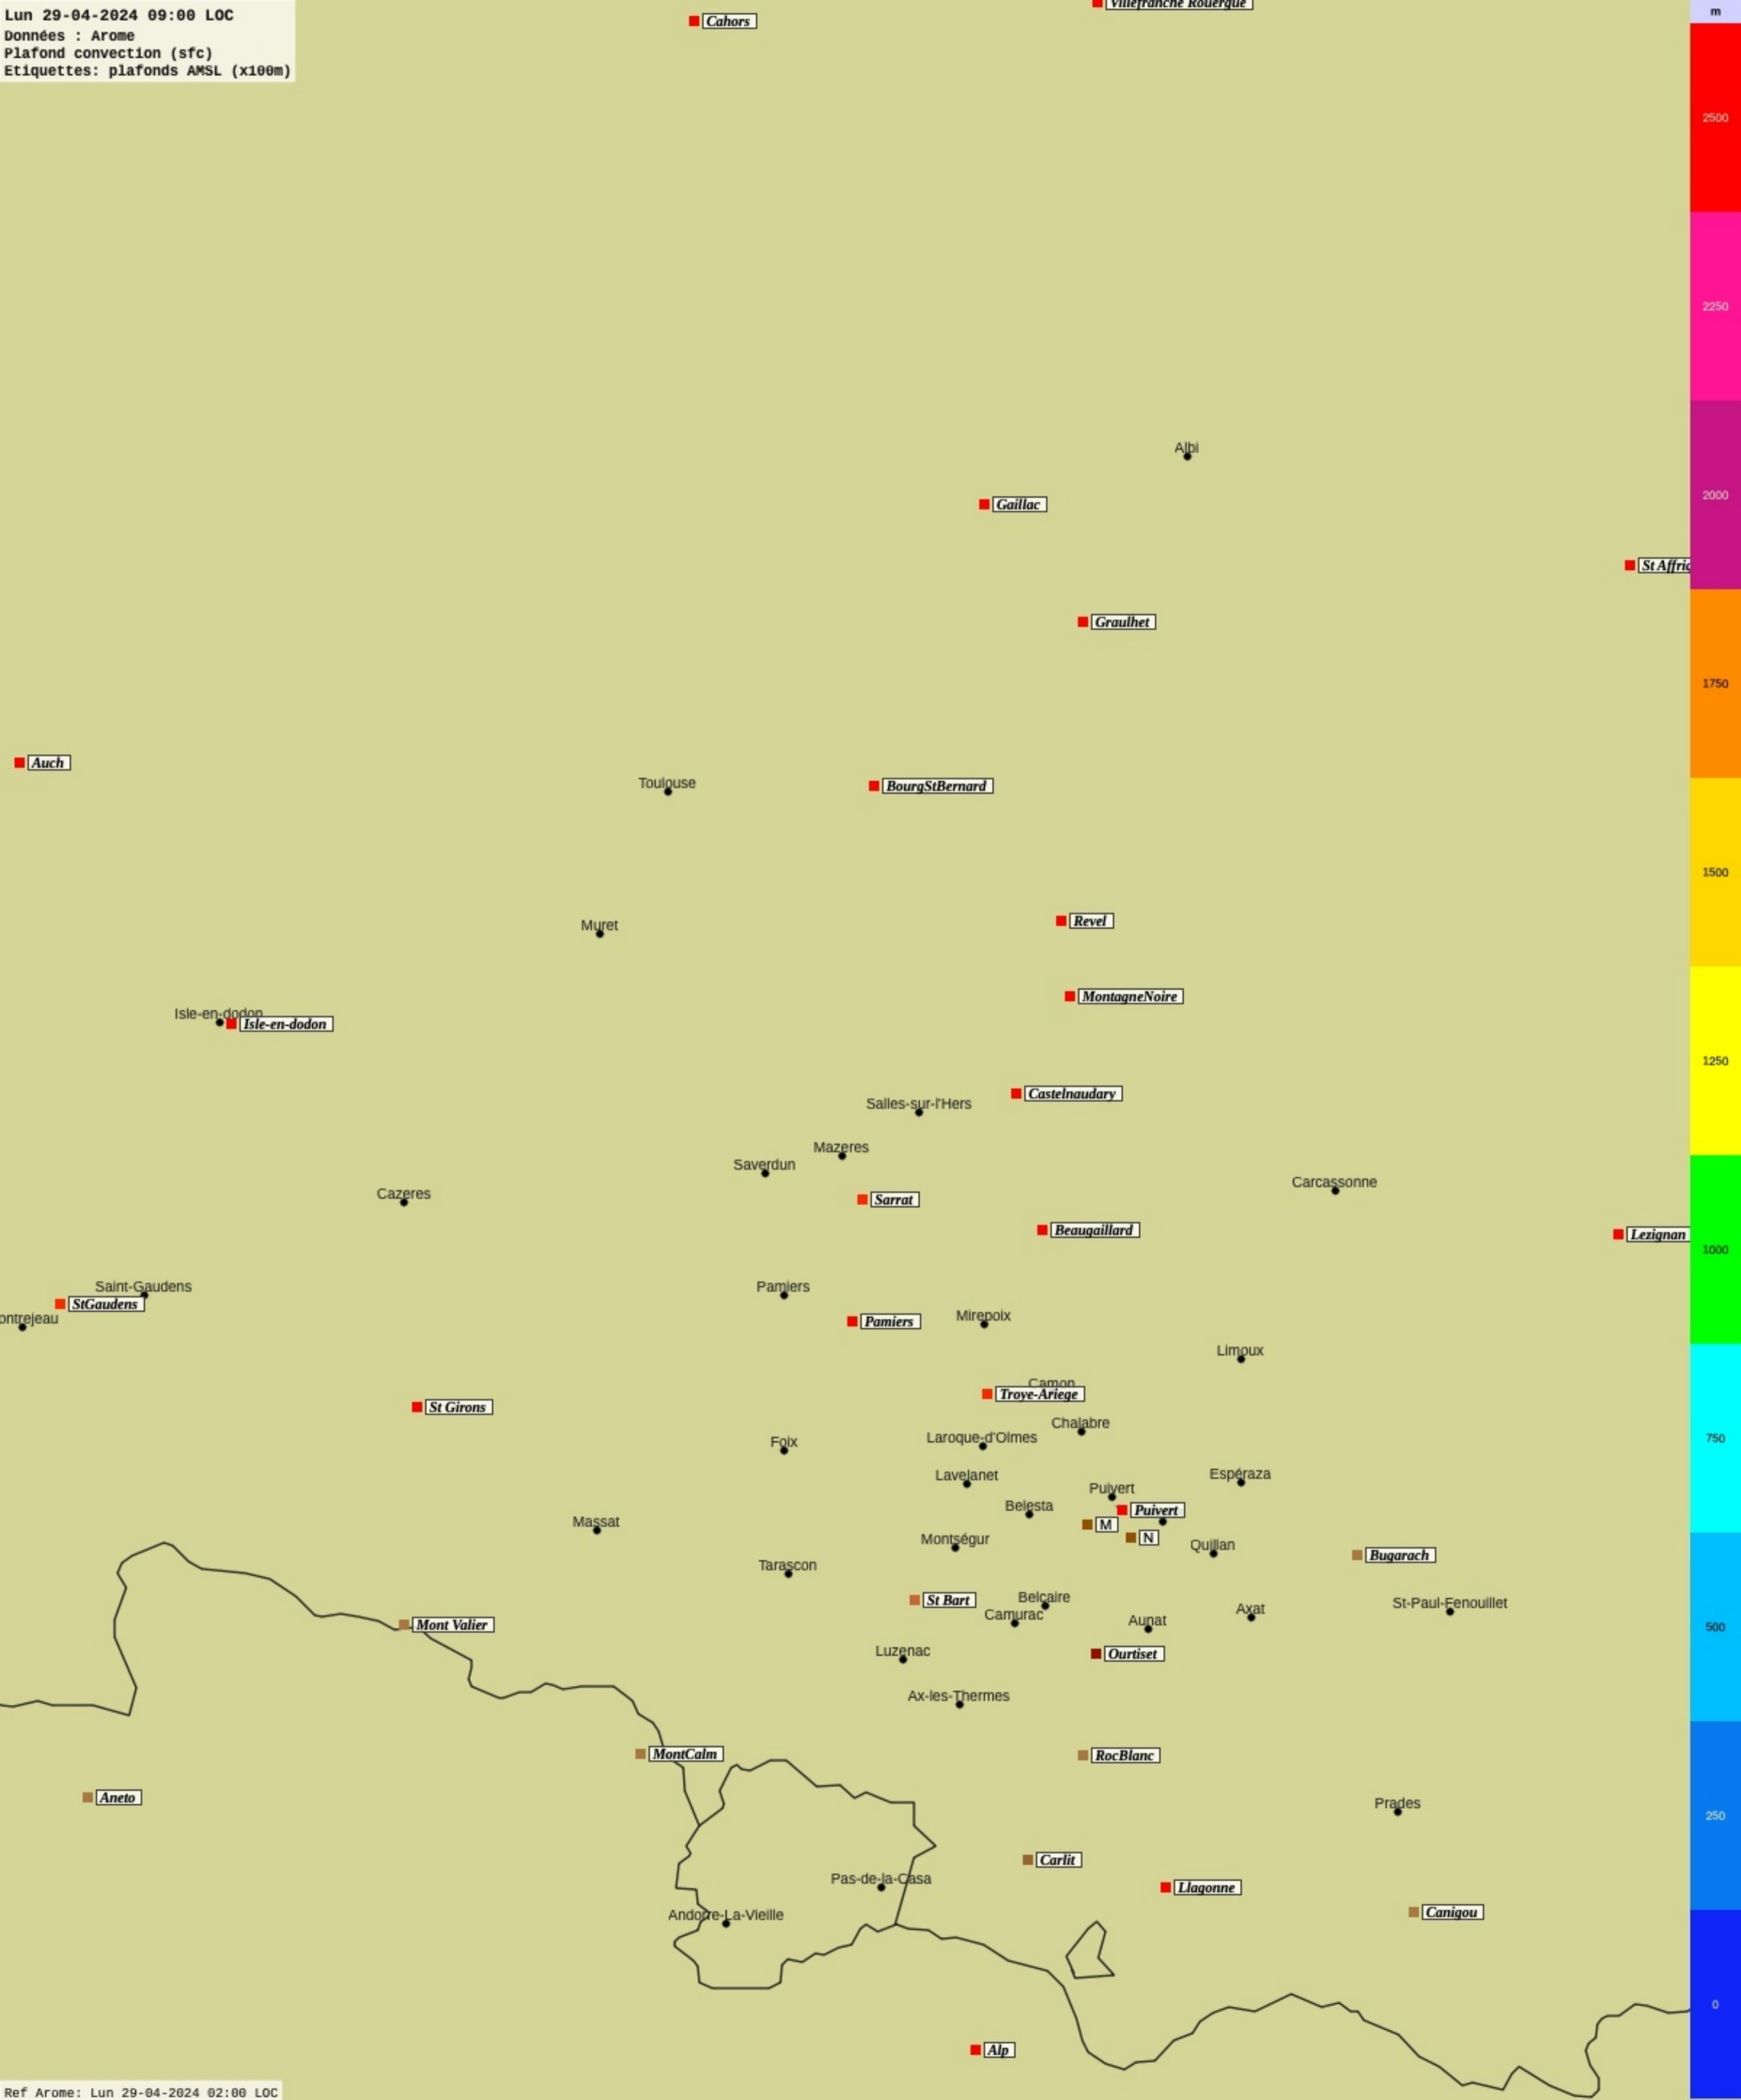 Lun 29-04-2024 09:00 LOC
Données : Arome
Plafond convection (sfc)
Etiquettes: plafonds AMSL (x100m)
Villefranche Rouergue
m
Cahors
2500
2250
Albi
2000
Gaillac
St Affri
Graulhet
1750
Auch
Toulouse
BourgStBernard
1500
Revel
Muret
MontagneNoire
Isle-en-dodon
Isle-en-dodon
1250
Castelnaudary
Salles-sur-l'Hers
Mazeres
Saverdun
Carcassonne
Cazeres
Sarrat
Beaugaillard
Lezignan
1000
Saint-Gaudens
Pamiers
StGaudens
ontrejeau
Mirepoix
Pamiers
Limoux
Camon
Troye-Ariege
St Girons
Chalabre
Laroque-d'Olmes
750
Foix
Lavelanet
Espéraza
Puivert
Belesta
Puivert
Massat
M
N
Montségur
Quillan
Bugarach
Tarascon
St Bart
Belcaire
St-Paul-Fenouillet
Axat
Camurac
Aunat
Mont Valier
500
Luzenac
Ourtiset
Ax-les-Thermes
MontCalm
RocBlanc
Aneto
Prades
250
Carlit
Pas-de-la-Casa
Llagonne
Canigou
Andorre-La-Vieille
0
Alp
Ref Arome: Lun 29-04-2024 02:00 LOC